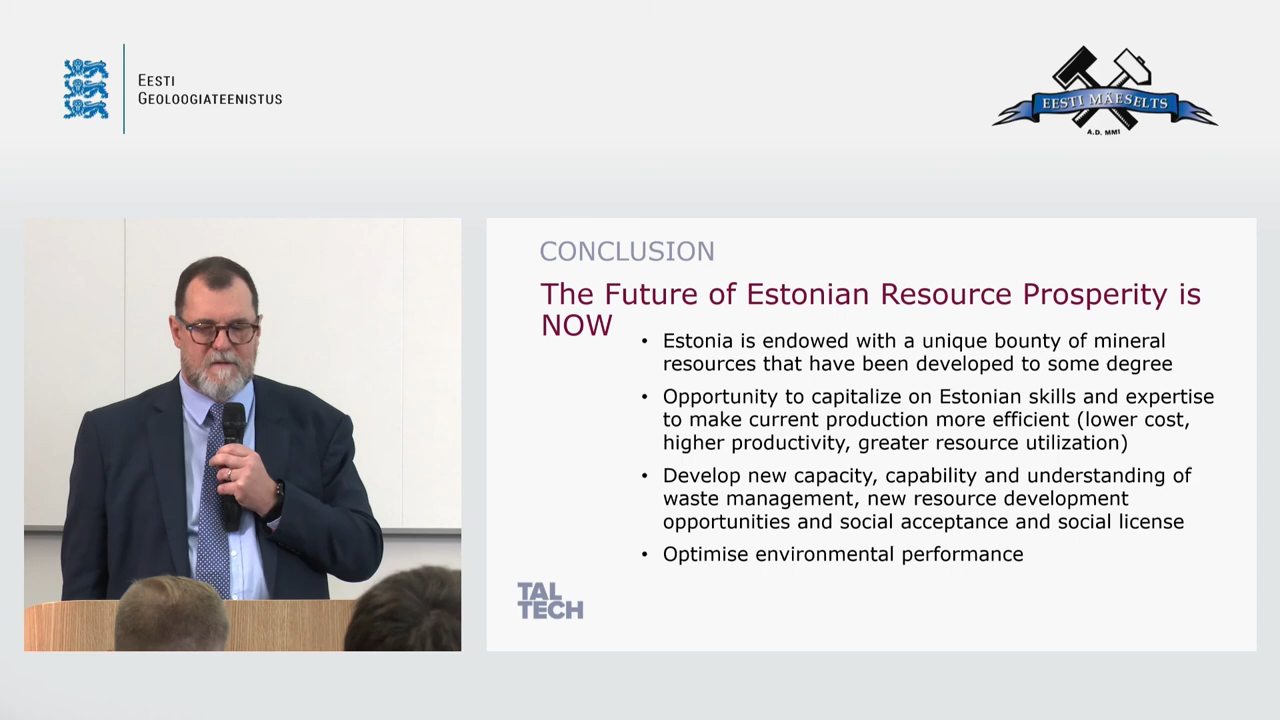 EESTI
GEOLOOGIATEENISTUS
EESTI MÄESELTS
A.D. MMI
CONCLUSION
The Future of Estonian Resource Prosperity is
NOW
• Estonia is endowed with a unique bounty of mineral
resources that have been developed to some degree
• Opportunity to capitalize on Estonian skills and expertise
to make current production more efficient (lower cost,
higher productivity, greater resource utilization)
• Develop new capacity, capability and understanding of
waste management, new resource development
opportunities and social acceptance and social license
• Optimise environmental performance
TAL
TECH